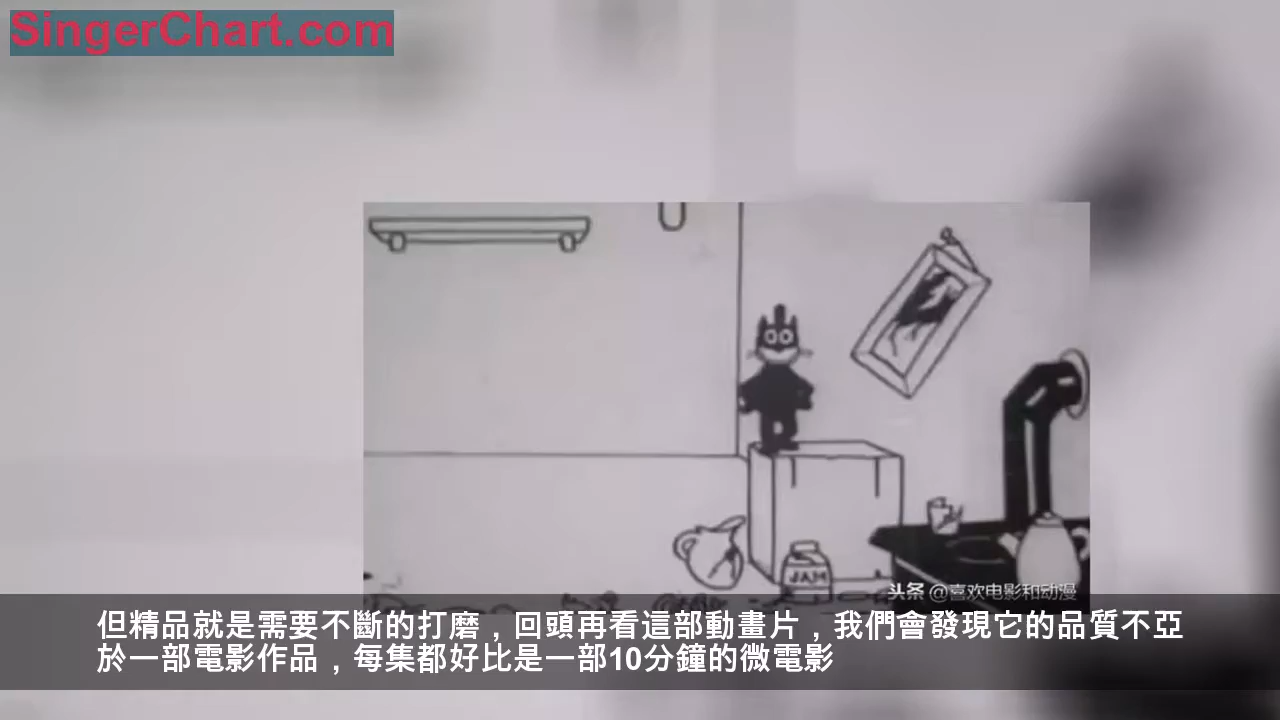 SingerChart.com
JAM
头条 @喜欢电影和动漫
但精品就是需要不斷的打磨，回頭再看這部動畫片，我們會發現它的品質不亞
於一部電影作品，每集都好比是一部10分鐘的微電影